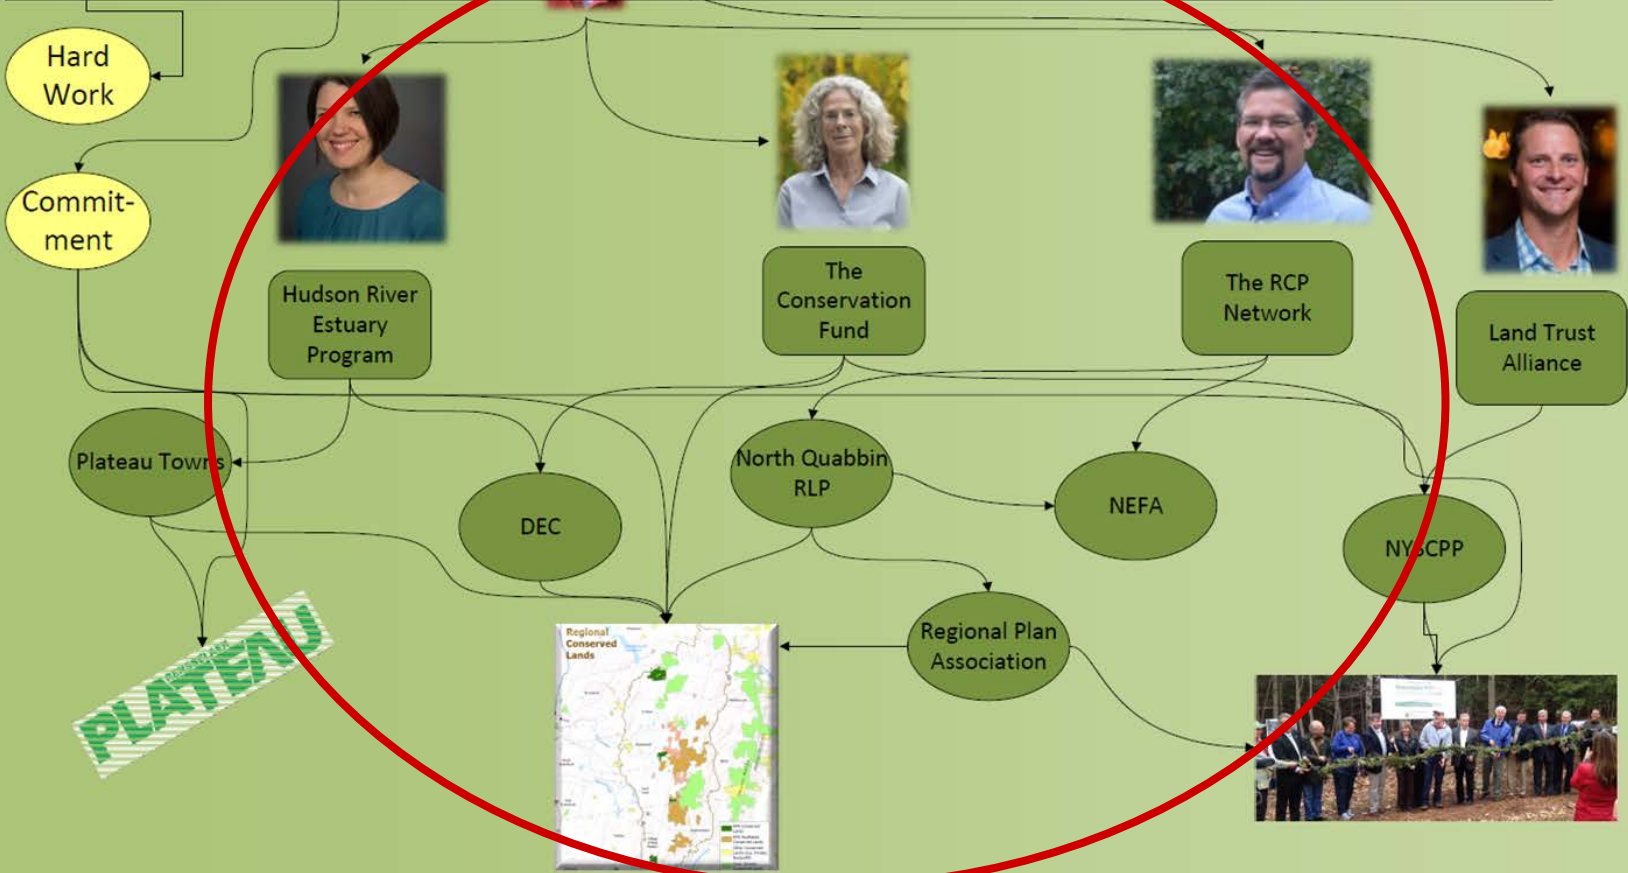 Hard
Work
Commit-
ment
Hudson River
Estuary
Program
The
Conservation
Fund
The RCP
Network
Land Trust
Alliance
Plateau Towns
DEC
North Quabbin
RLP
NEFA
NYSCPP
Regional Plan
Association
PLATEAU
Regional
Conserved
Lands